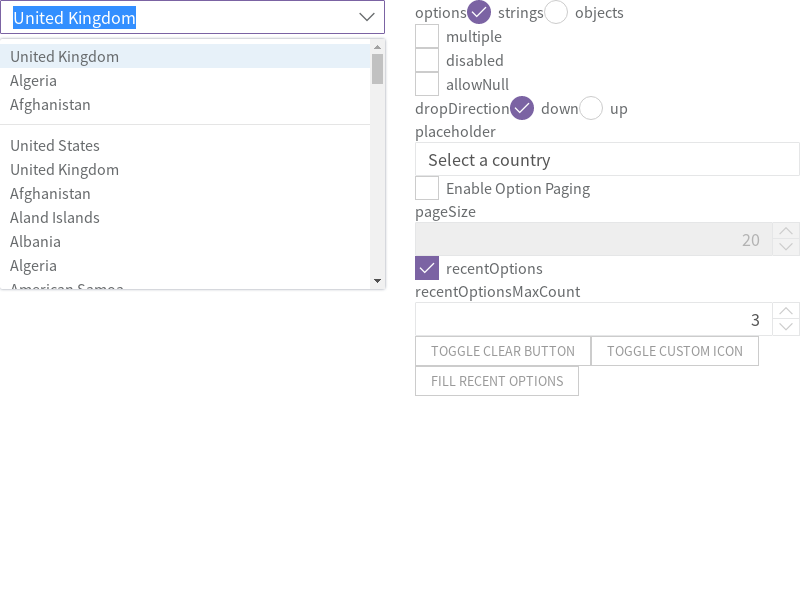 United Kingdom
United Kingdom
Algeria
Afghanistan
United States
United Kingdom
Afghanistan
Aland Islands
Albania
Algeria
American Samoa
options strings objects
multiple
disabled
allowNull
dropDirection down up
placeholder
Select a country
Enable Option Paging
pageSize
20
recentOptions
recentOptionsMaxCount
3
TOGGLE CLEAR BUTTON TOGGLE CUSTOM ICON
FILL RECENT OPTIONS